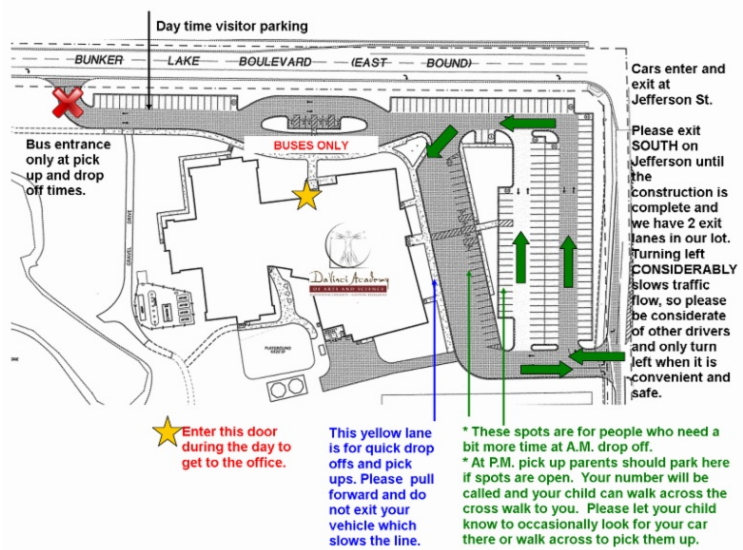 Day time visitor parking
BUNKER LAKE BOULEVARD (EAST BOUND)
Cars enter and
exit at
Jefferson St.
Please exit
SOUTH on
Jefferson until
the
construction is
complete and
we have 2 exit
lanes in our lot.
Turning left
CONSIDERABLY
slows traffic
flow, so please
be considerate
of other drivers
and only turn
left when it is
convenient and
safe.
Bus entrance
only at pick
up and drop
off times.
BUSES ONLY
DaVinci Academy
OF ARTS AND SCIENCE
PLAYGROUND
Enter this door
during the day to
get to the office.
This yellow lane
is for quick drop
offs and pick
ups. Please pull
forward and do
not exit your
vehicle which
slows the line.
* These spots are for people who need a
bit more time at A.M. drop off.
* At P.M. pick up parents should park here
if spots are open. Your number will be
called and your child can walk across the
cross walk to you. Please let your child
know to occasionally look for your car
there or walk across to pick them up.